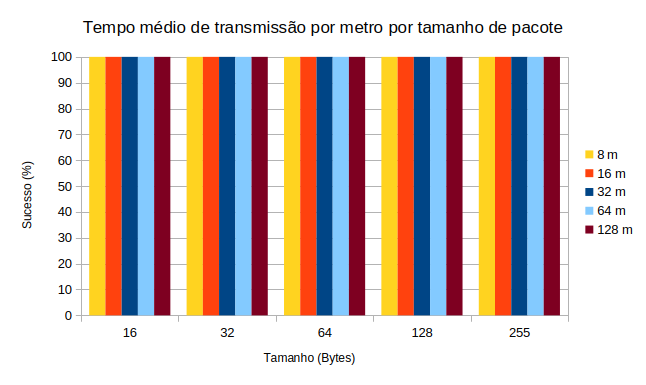 Tempo médio de transmissão por metro por tamanho de pacote
Sucesso (%)
100
90
80
70
60
50
40
30
20
10
0
16
32
64
128
255
Tamanho (Bytes)
8 m
16 m
32 m
64 m
128 m